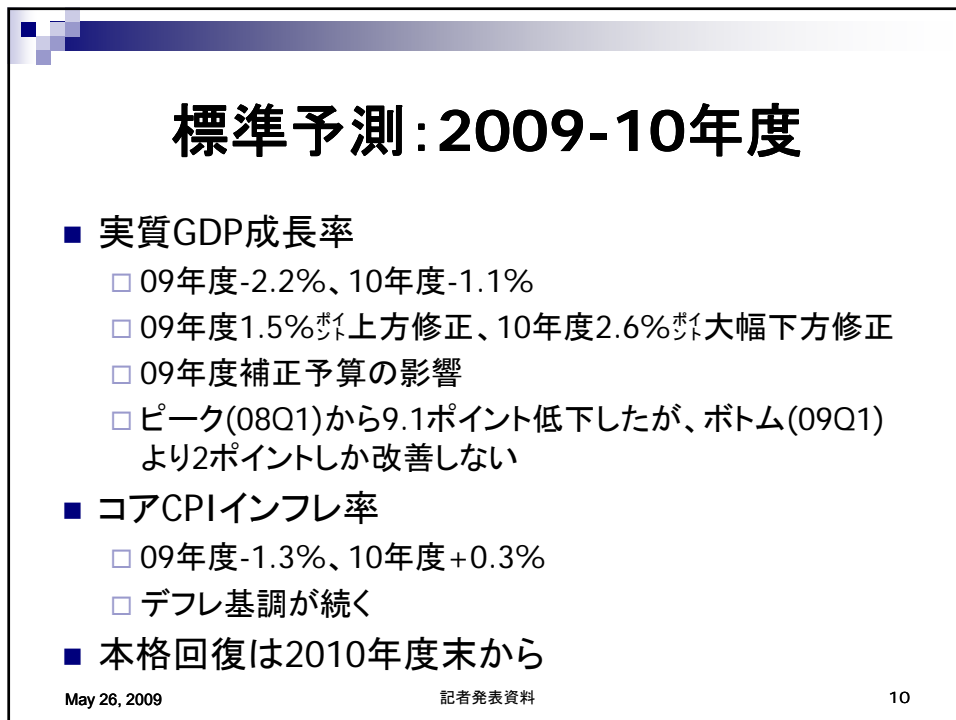 標準予測：2009-10年度
■ 実質GDP成長率
□ 09年度-2.2%、10年度-1.1%
□ 09年度1.5%㌽上方修正、10年度2.6%㌽大幅下方修正
□ 09年度補正予算の影響
□ ピーク(08Q1)から9.1ポイント低下したが、ボトム(09Q1)
より2ポイントしか改善しない
■ コアCPIインフレ率
□ 09年度-1.3%、10年度+0.3%
□ デフレ基調が続く
■ 本格回復は2010年度末から
May 26, 2009 記者発表資料 10